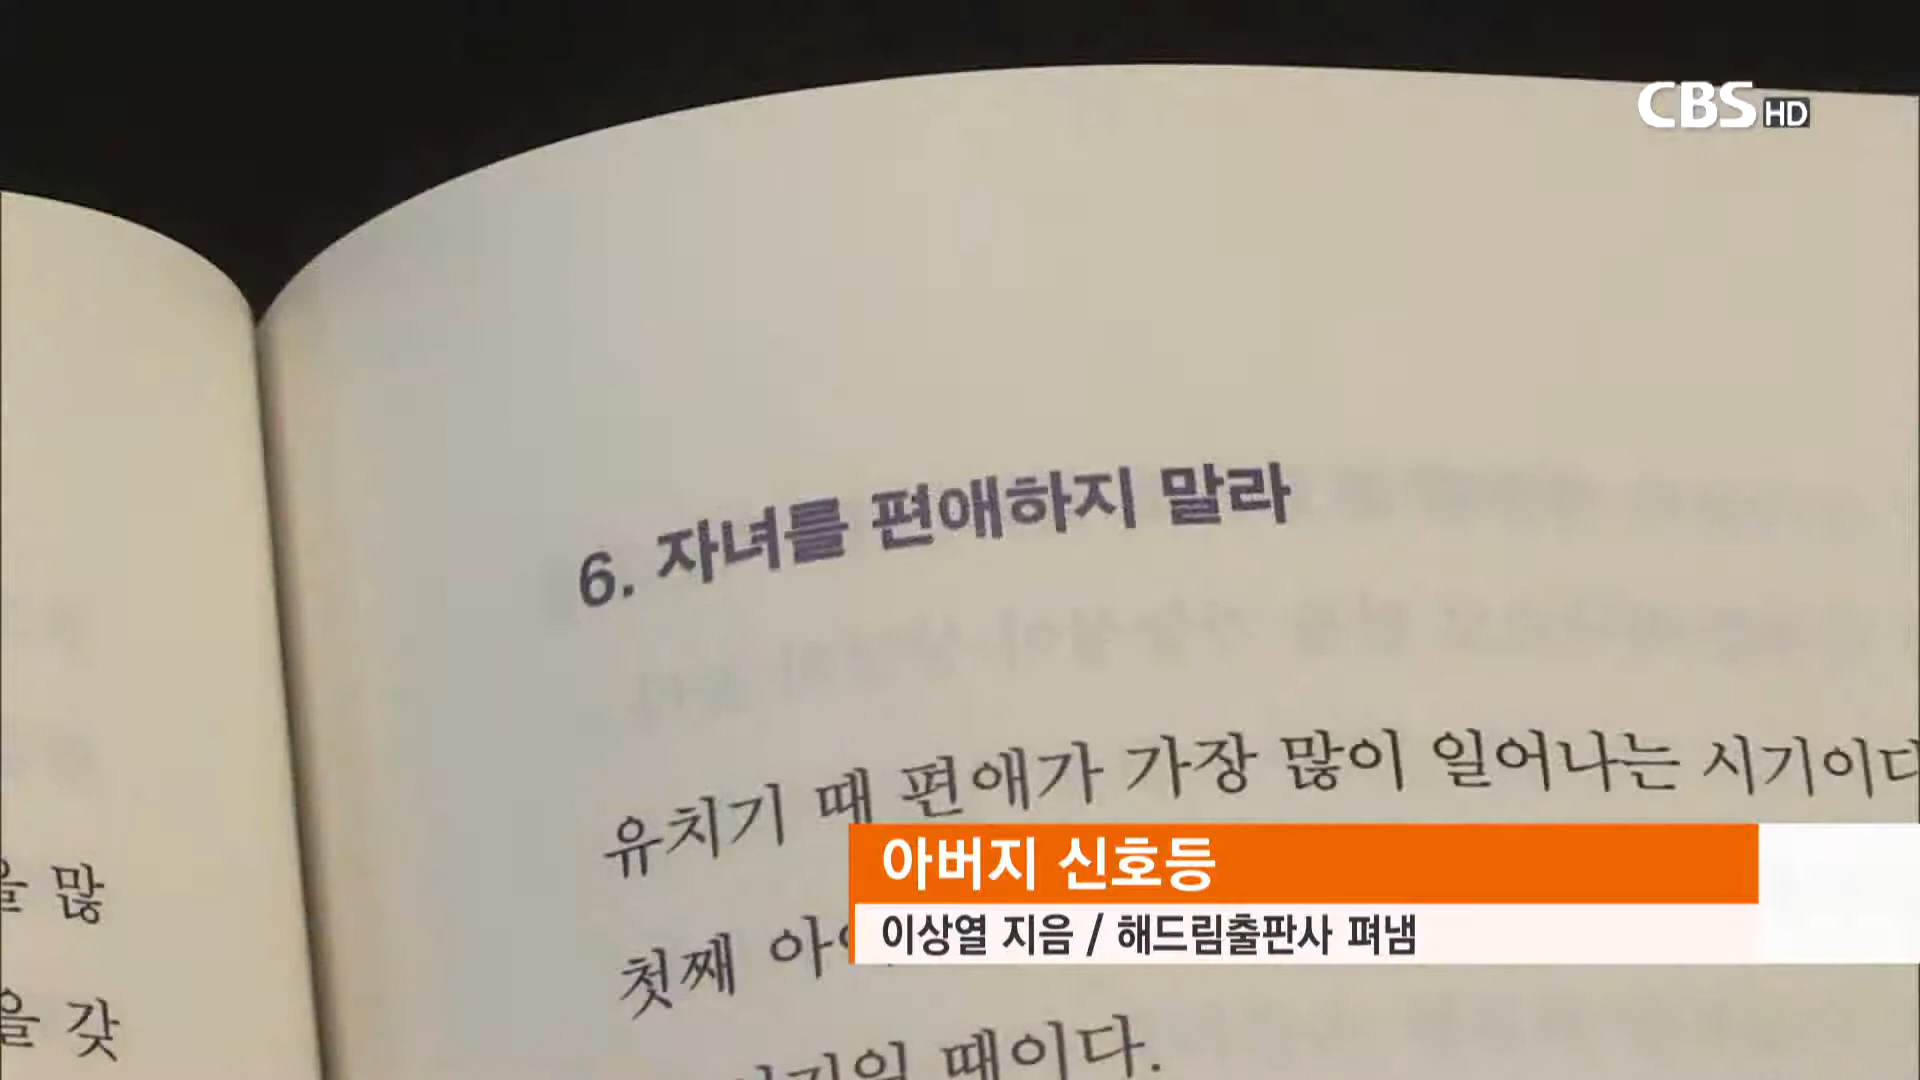 CBS HD
6. 자녀를 편애하지 말라
유치기 때 편애가 가장 많이 일어나는 시기이다
첫째
때이다.
을 많
을 갖
아버지 신호등
이상열 지음 / 해드림출판사 펴냄